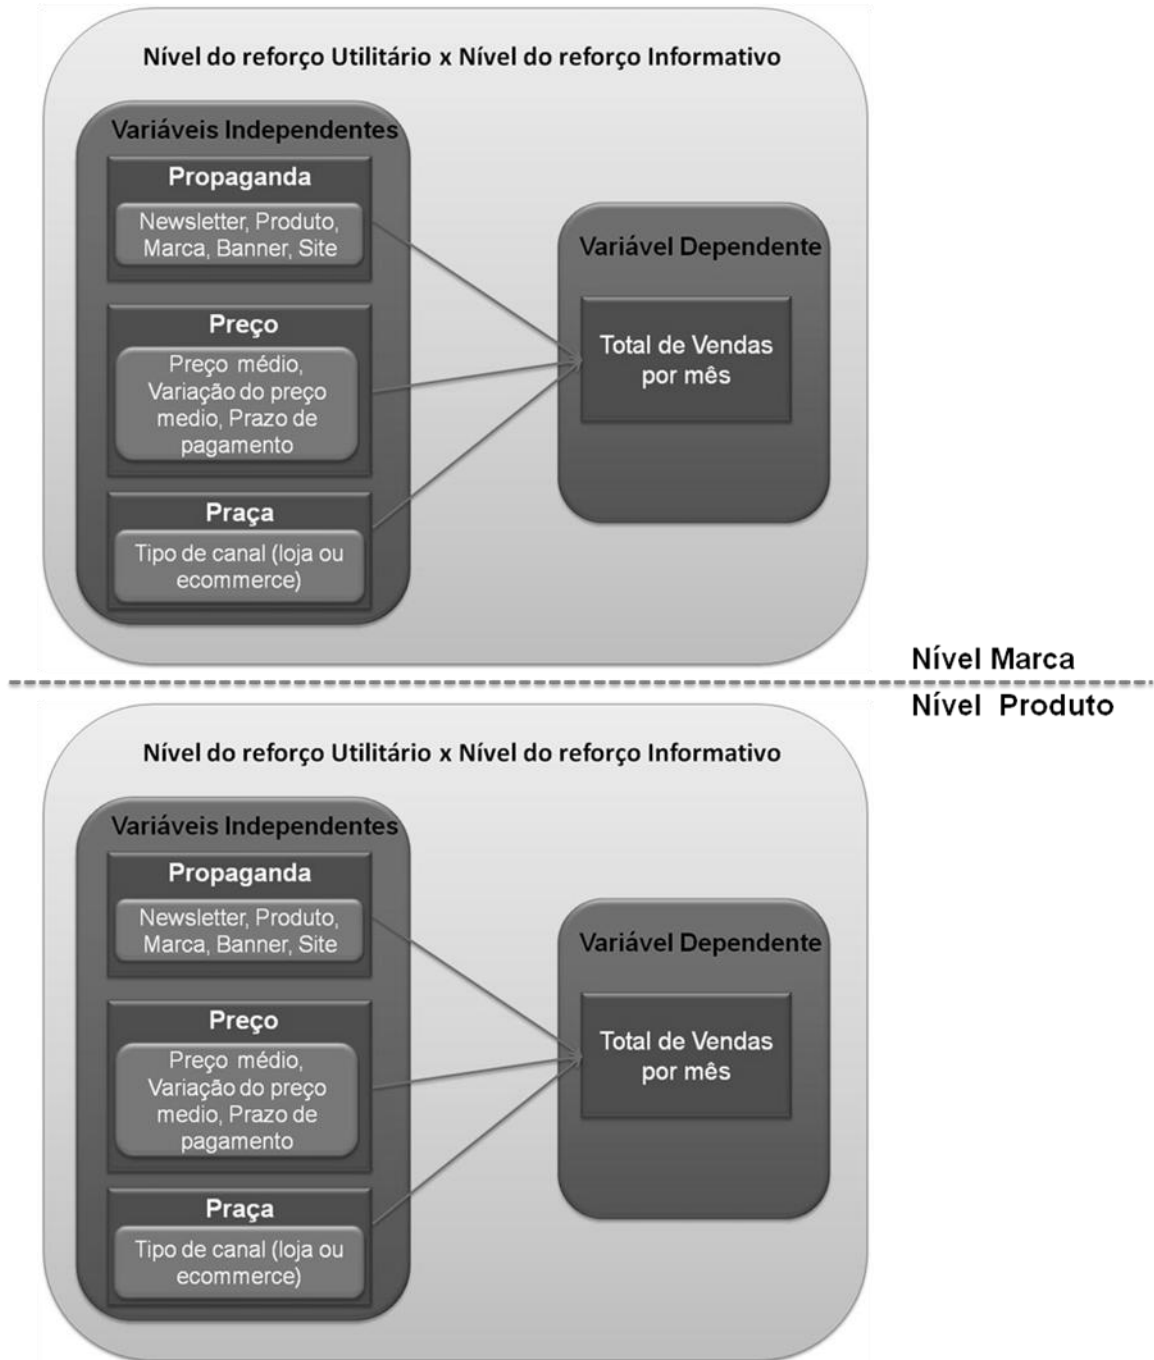 Nível do reforço Utilitário x Nível do reforço Informativo
Variáveis Independentes
Propaganda
Newsletter, Produto,
Marca, Banner, Site
Preço
Preço médio,
Variação do preço
medio, Prazo de
pagamento
Praça
Tipo de canal (loja ou
ecommerce)
Variável Dependente
Total de Vendas
por mês
Nível Marca
Nível Produto
Nível do reforço Utilitário x Nível do reforço Informativo
Variáveis Independentes
Propaganda
Newsletter, Produto,
Marca, Banner, Site
Preço
Preço médio,
Variação do preço
medio, Prazo de
pagamento
Praça
Tipo de canal (loja ou
ecommerce)
Variável Dependente
Total de Vendas
por mês